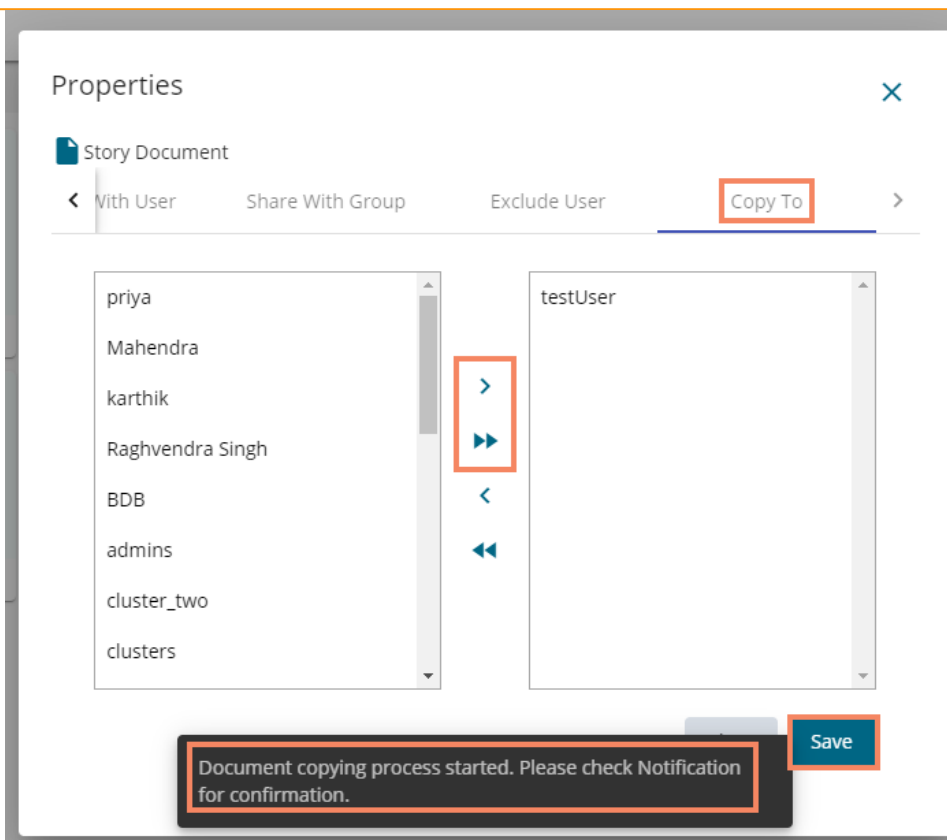 Properties
Story Document
With User Share With Group Exclude User Copy To
priya
Mahendra
karthik
Raghvendra Singh
BDB
admins
cluster_two
clusters
testUser
Save
Document copying process started. Please check Notification
for confirmation.